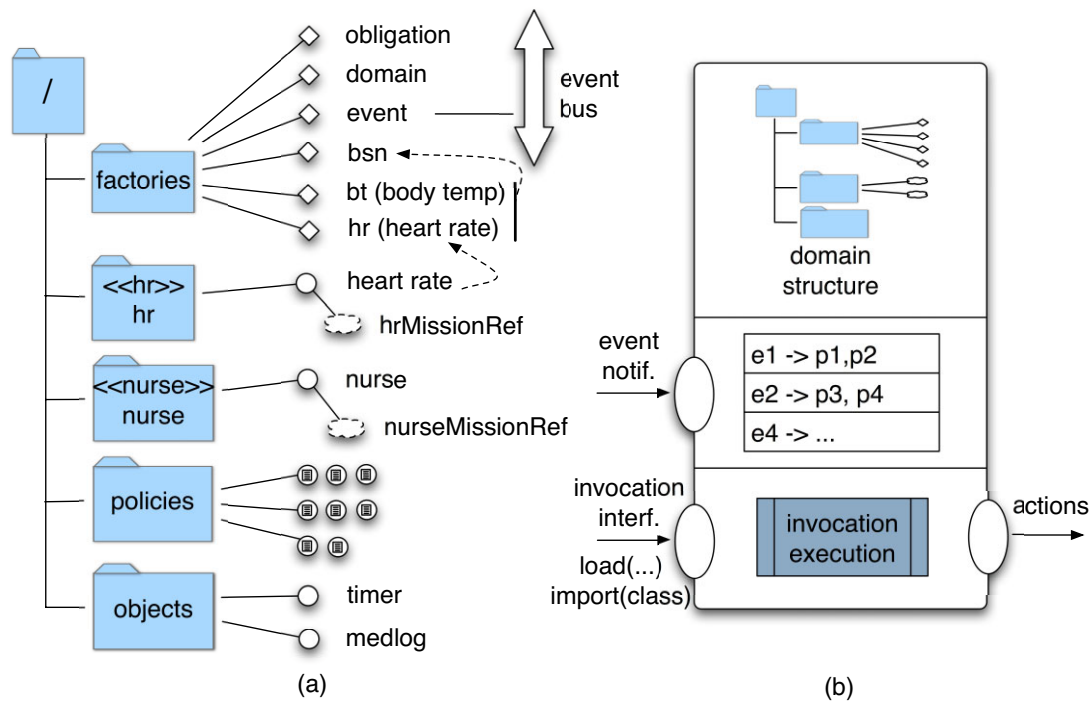 /
factories
obligation
domain
event
bsn
bt (body temp)
hr (heart rate)
event
bus
<<hr>>
hr
heart rate
hrMissionRef
<<nurse>>
nurse
nurse
nurseMissionRef
policies
objects
timer
medlog
(a)
domain
structure
event
notif.
e1 -> p1,p2
e2 -> p3, p4
e4 -> ...
invocation
interf.
load(...)
import(class)
invocation
execution
actions
(b)